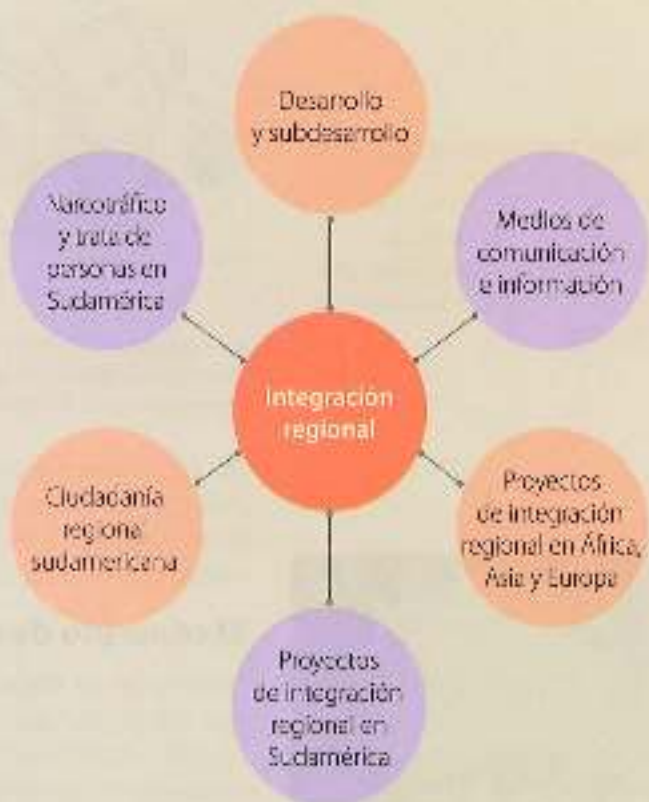 Desarrollo
y subdesarrollo
Narcotráfico
y trata de
personas en
Sudamérica
Medios de
comunicación
e información
Integración
regional
Ciudadanía
regional
sudamericana
Proyectos
de integración
regional en África,
Asia y Europa
Proyectos
de integración
regional en
Sudamérica